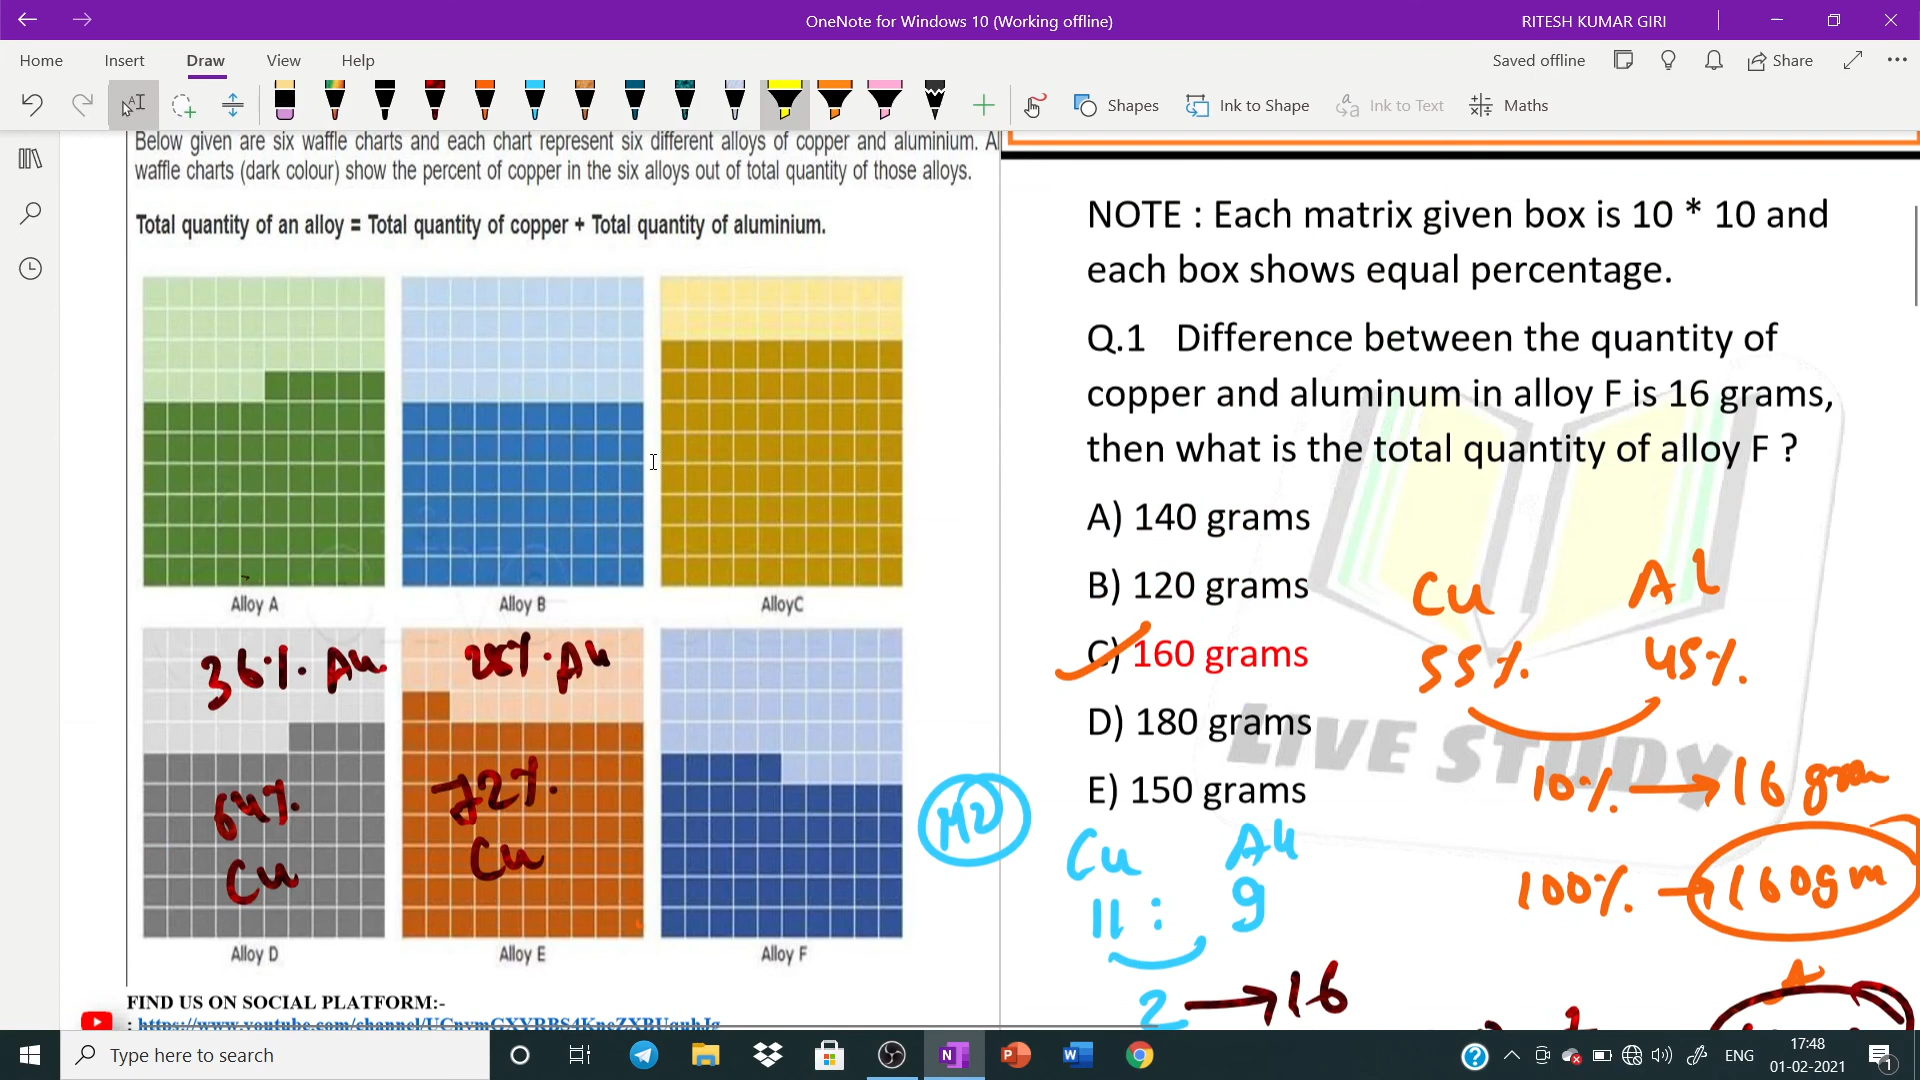 OneNote for Windows 10 (Working offline)
RITESH KUMAR GIRI
Home Insert Draw View Help
Saved offline
Share
Shapes
Ink to Shape
Ink to Text
Maths
Below given are six waffle charts and each chart represent six different alloys of copper and aluminium. Al
waffle charts (dark colour) show the percent of copper in the six alloys out of total quantity of those alloys.
Total quantity of an alloy = Total quantity of copper + Total quantity of aluminium.
Alloy A
Alloy B
AlloyC
36% Au
64%
Cu
72%
Cu
Alloy D
Alloy E
Alloy F
FIND US ON SOCIAL PLATFORM:-
NOTE : Each matrix given box is 10 * 10 and
each box shows equal percentage.
Q.1 Difference between the quantity of
copper and aluminum in alloy F is 16 grams,
then what is the total quantity of alloy F ?
A) 140 grams
B) 120 grams
C) 160 grams
D) 180 grams
E) 150 grams
LIVE STUDY
Cu Al
55% 45%
10% → 16 gram
100% → 160gm
M2
Cu Au
11 : 9
2 → 16
Type here to search
ENG
17:48
01-02-2021
1